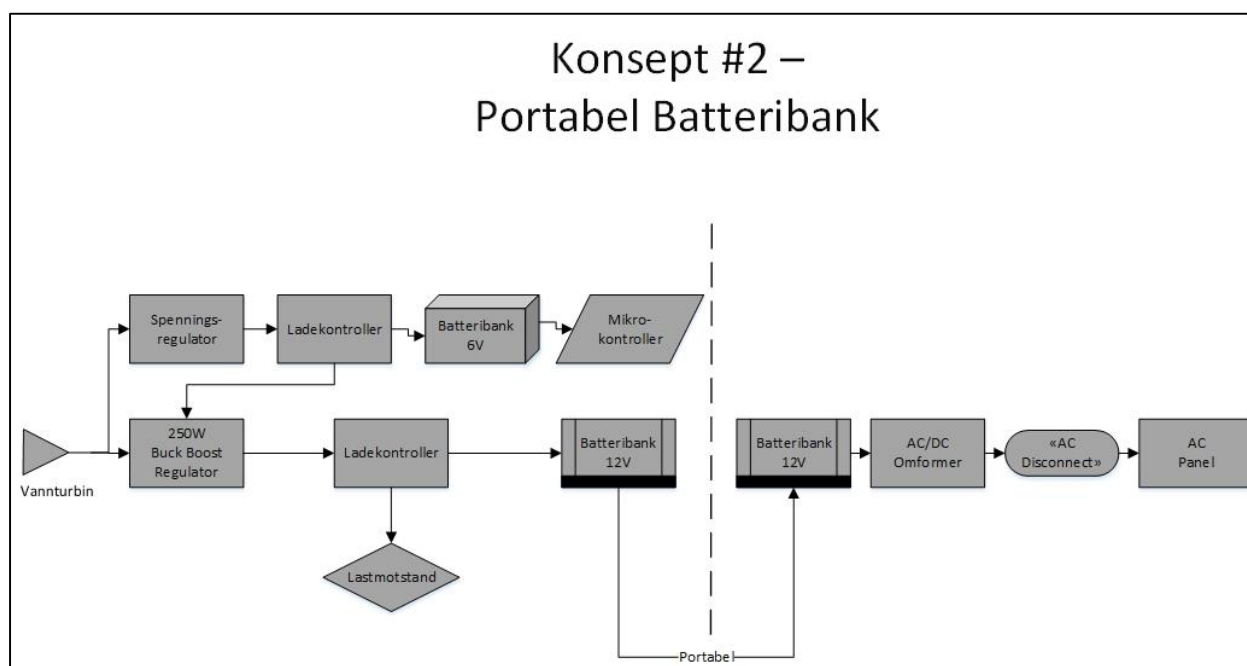 Konsept #2 –
Portabel Batteribank
Spennings-
regulator
Ladekontroller
Batteribank
6V
Mikro-
kontroller
Vannturbin
250W
Buck Boost
Regulator
Ladekontroller
Batteribank
12V
Batteribank
12V
AC/DC
Omformer
«AC
Disconnect»
AC
Panel
Lastmotstand
Portabel